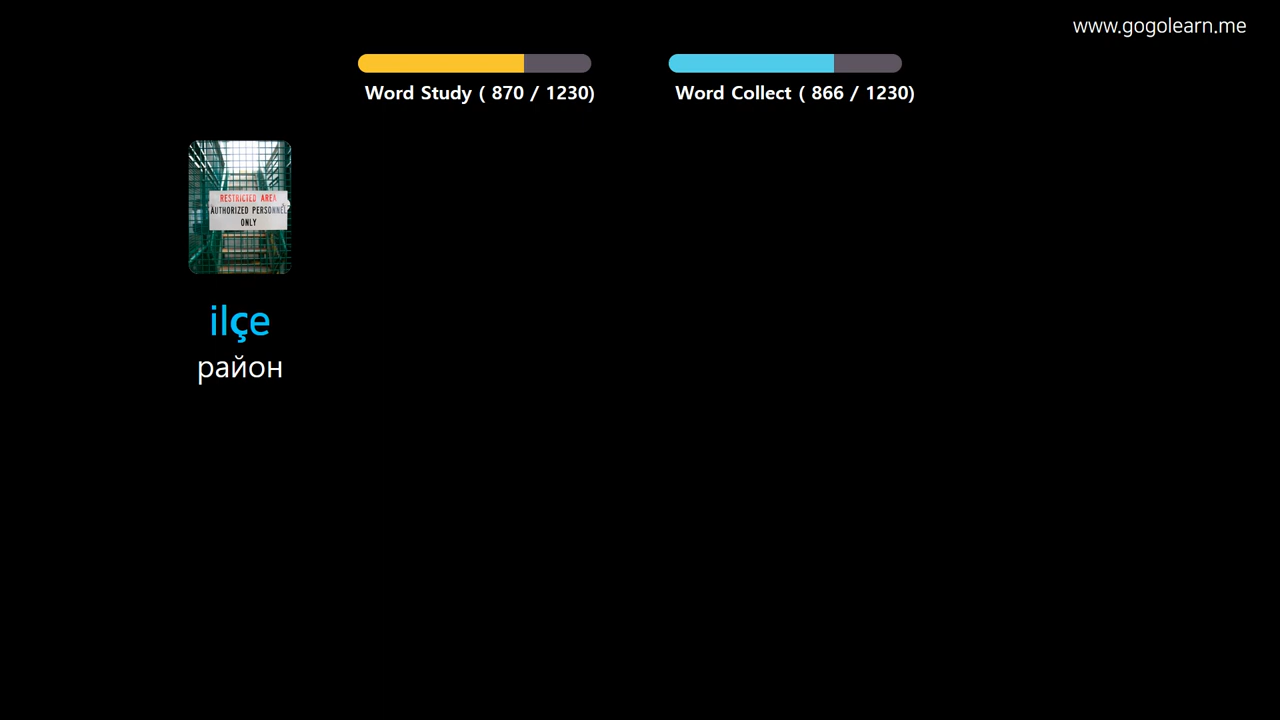 www.gogolearn.me
Word Study ( 870 / 1230)
Word Collect ( 866 / 1230)
RESTRICTED AREA
AUTHORIZED PERSONNEL
ONLY
ilçe
район